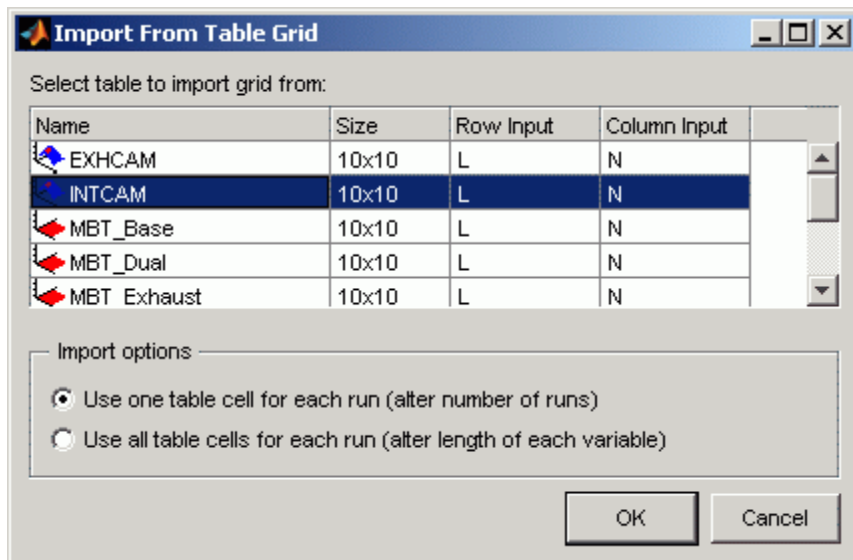 Import From Table Grid
Select table to import grid from:
Name Size Row Input Column Input
EXHCAM 10x10 L N
INTCAM 10x10 L N
MBT_Base 10x10 L N
MBT_Dual 10x10 L N
MBT_Exhaust 10x10 L N
Import options
Use one table cell for each run (alter number of runs)
Use all table cells for each run (alter length of each variable)
OK Cancel